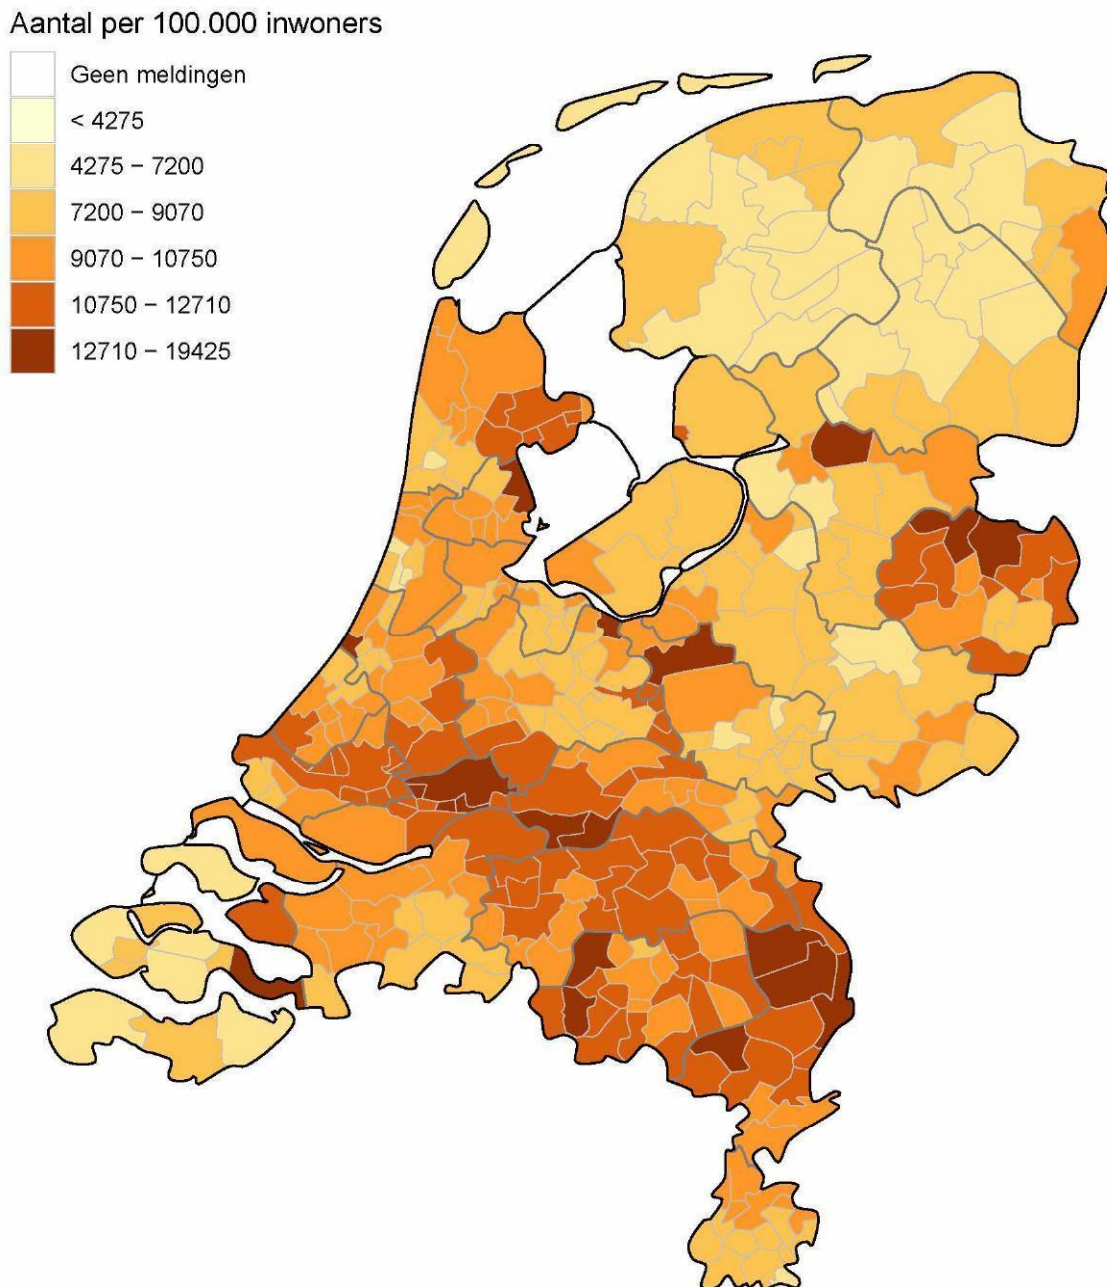 Aantal per 100.000 inwoners
Geen meldingen
< 4275
4275 − 7200
7200 − 9070
9070 − 10750
10750 − 12710
12710 − 19425